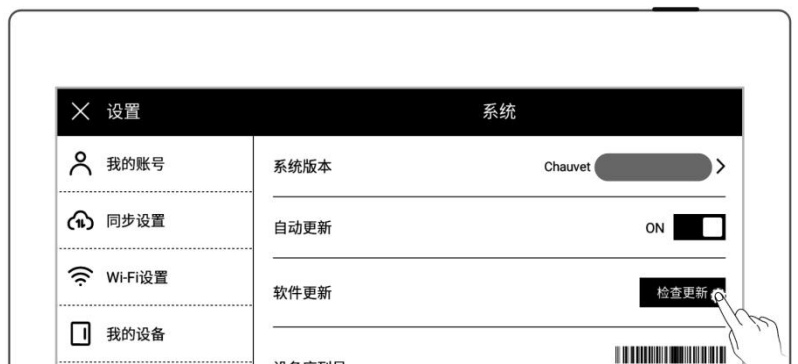 设置
系统
我的账号
同步设置
Wi-Fi设置
我的设备
系统版本
Chauvet
自动更新
ON
软件更新
检查更新